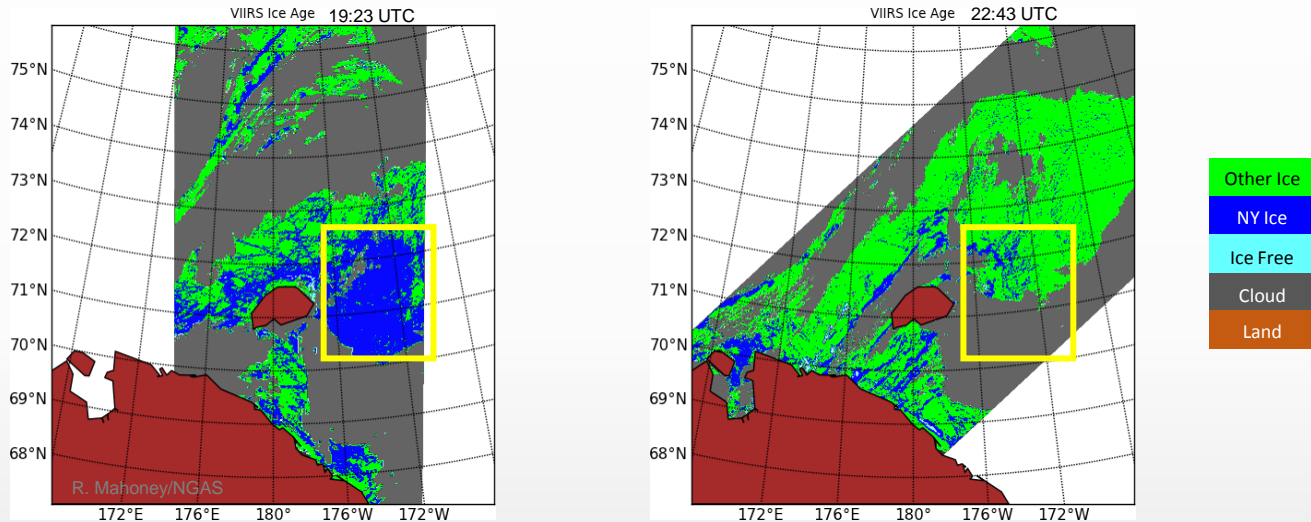 VIIRS Ice Age 19:23 UTC
75°N
74°N
73°N
72°N
71°N
70°N
69°N
68°N
R. Mahoney/NGAS
172°E 176°E 180° 176°W 172°W
VIIRS Ice Age 22:43 UTC
75°N
74°N
73°N
72°N
71°N
70°N
69°N
68°N
172°E 176°E 180° 176°W 172°W
Other Ice
NY Ice
Ice Free
Cloud
Land